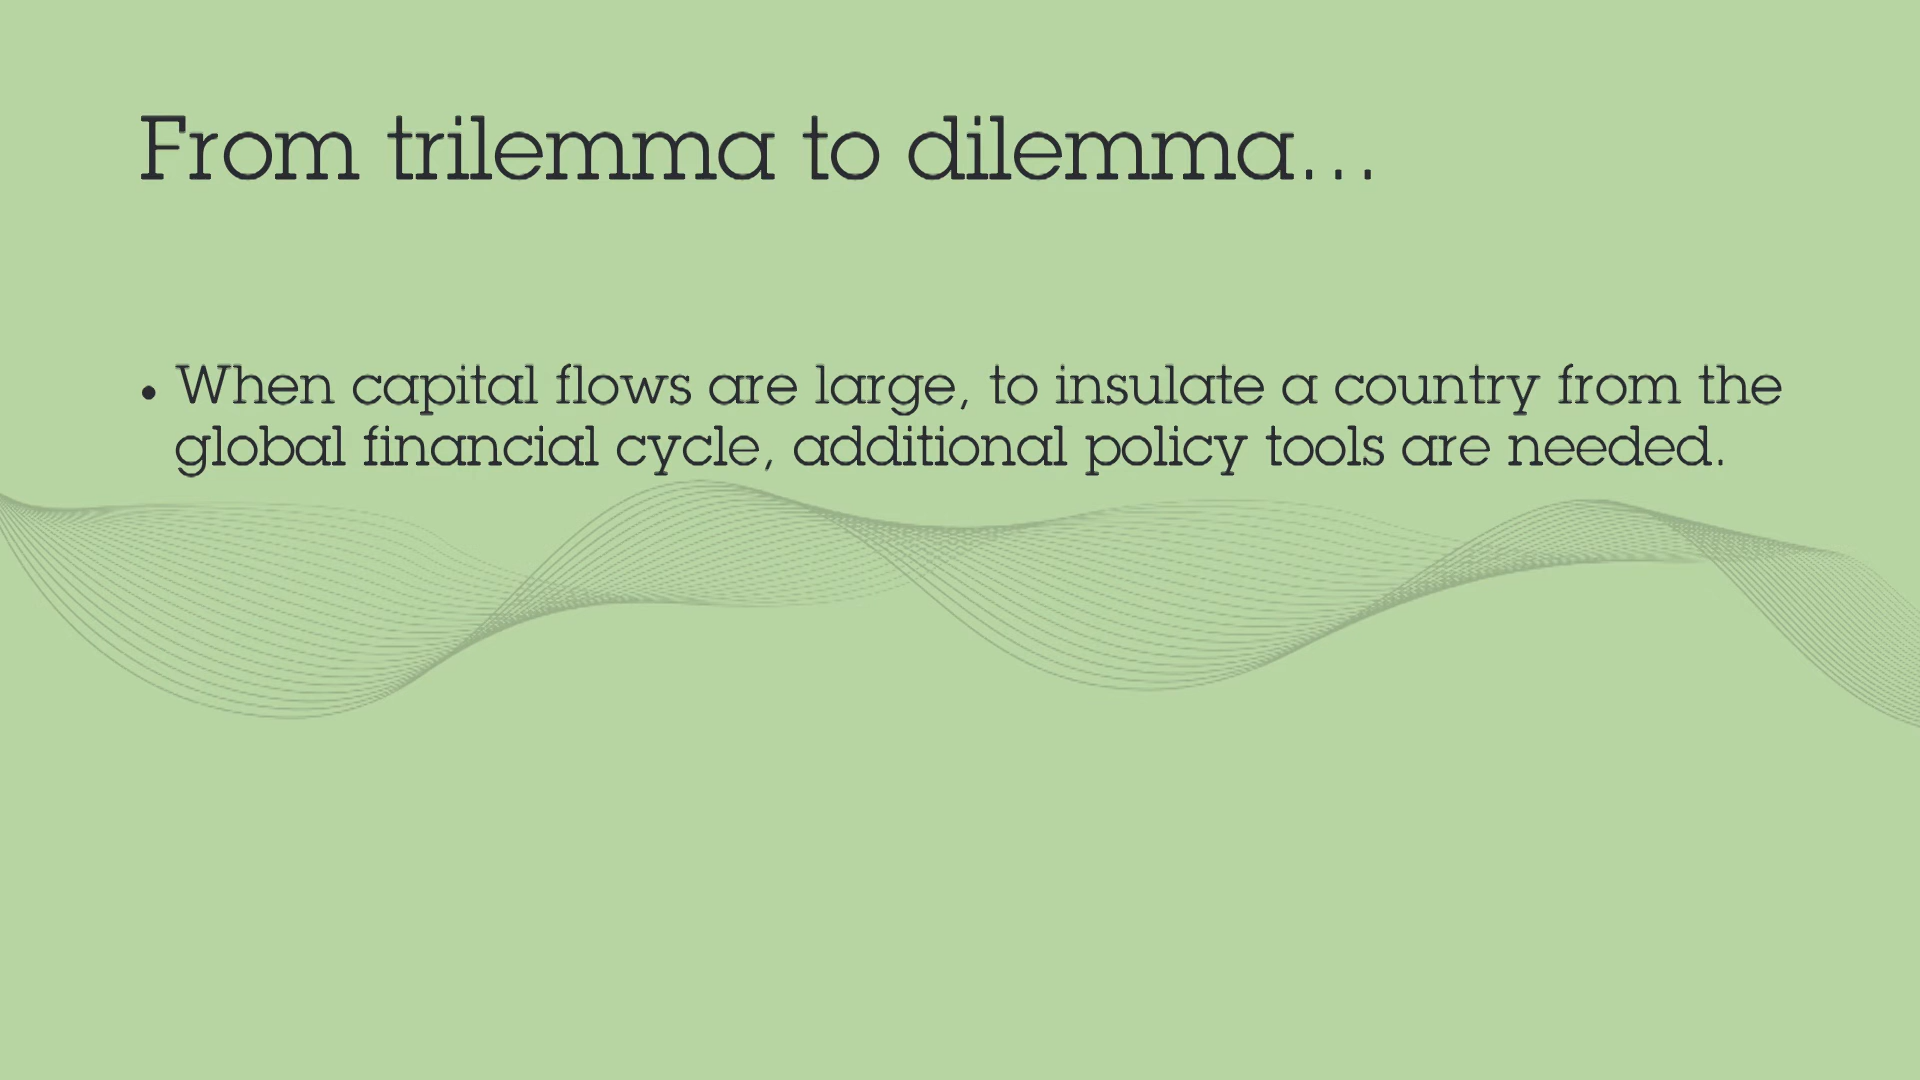 From trilemma to dilemma…
• When capital flows are large, to insulate a country from the
global financial cycle, additional policy tools are needed.